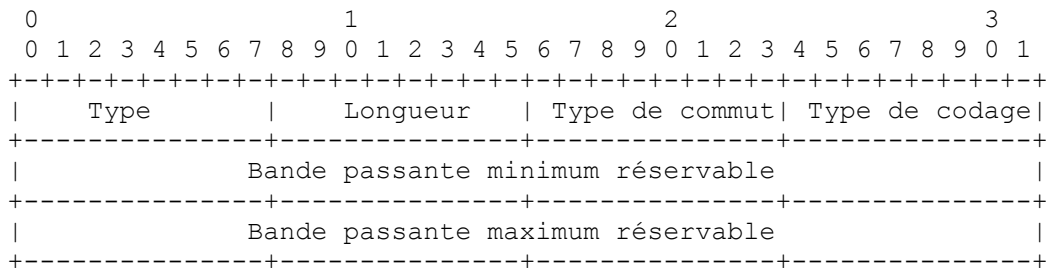 0                   1                   2                   3
 0 1 2 3 4 5 6 7 8 9 0 1 2 3 4 5 6 7 8 9 0 1 2 3 4 5 6 7 8 9 0 1
+-+-+-+-+-+-+-+-+-+-+-+-+-+-+-+-+-+-+-+-+-+-+-+-+-+-+-+-+-+-+-+-+
|    Type       |    Longueur   | Type de commut| Type de codage|
+---------------+---------------+---------------+---------------+
|              Bande passante minimum réservable                |
+---------------+---------------+---------------+---------------+
|              Bande passante maximum réservable                |
+---------------+---------------+---------------+---------------+